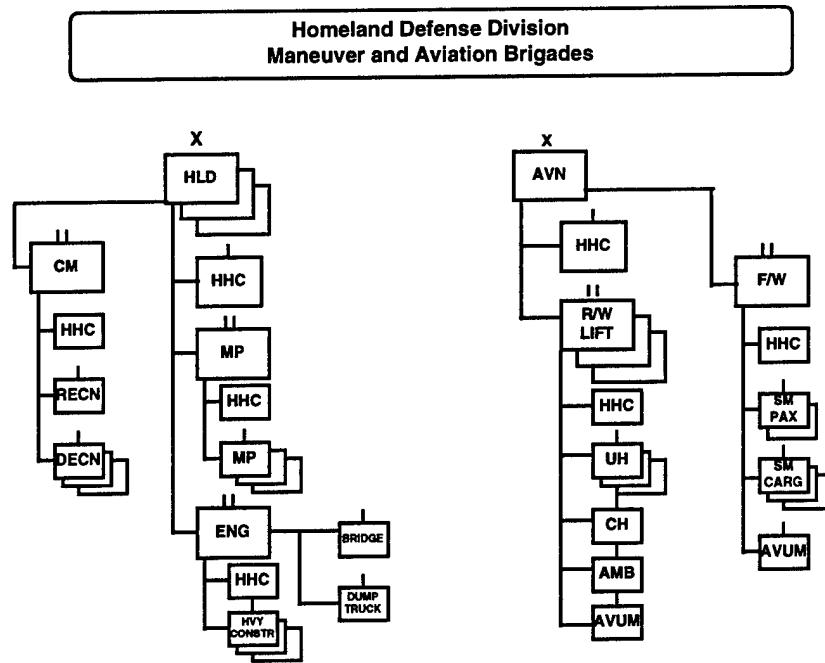 Homeland Defense Division
Maneuver and Aviation Brigades
X
HLD
II
CM
HHC
I
RECN
I
DECN
I
HHC
II
MP
HHC
I
MP
II
ENG
HHC
I
HVY
CONSTR
I
BRIDGE
I
DUMP
TRUCK
X
AVN
I
HHC
II
R/W
LIFT
HHC
I
UH
CH
AMB
AVUM
II
F/W
HHC
I
SM
PAX
I
SM
CARG
I
AVUM